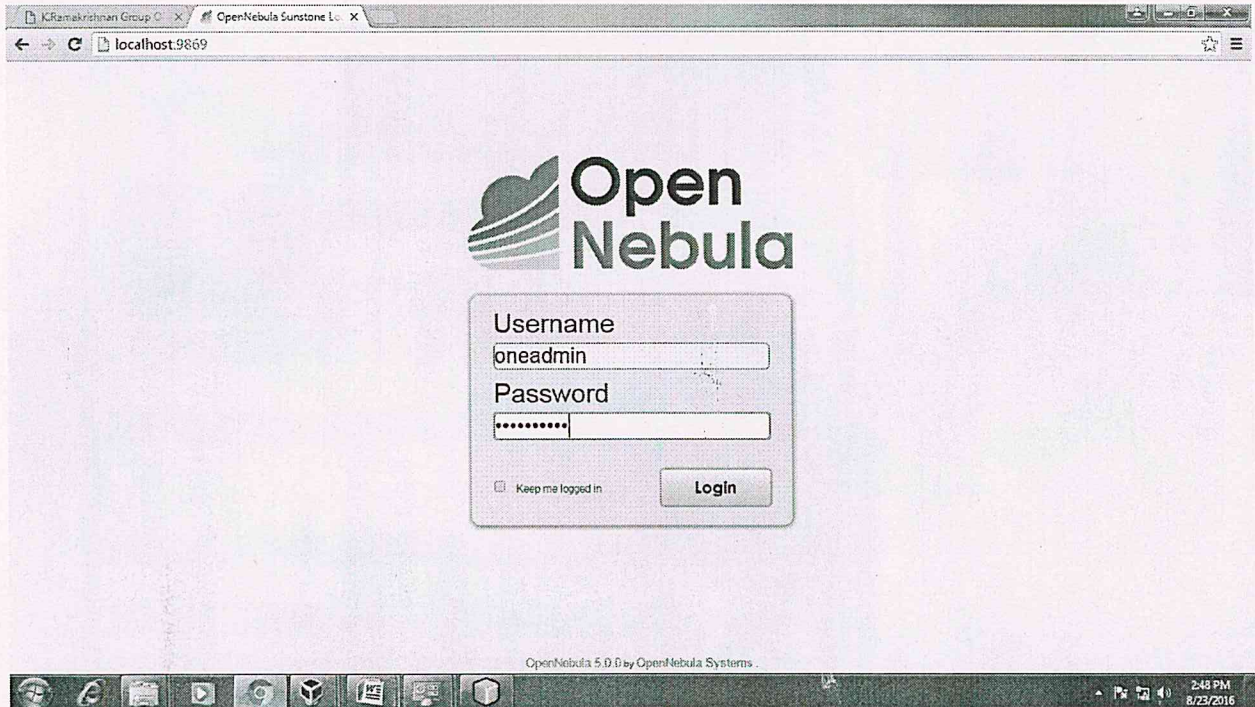 K.Ramakrishnan Group O
OpenNebula Sunstone Lo
localhost:9869
Open
Nebula
Username
oneadmin
Password
••••••••••
Keep me logged in
Login
OpenNebula 5.0.0 by OpenNebula Systems .
2:48 PM
8/23/2016